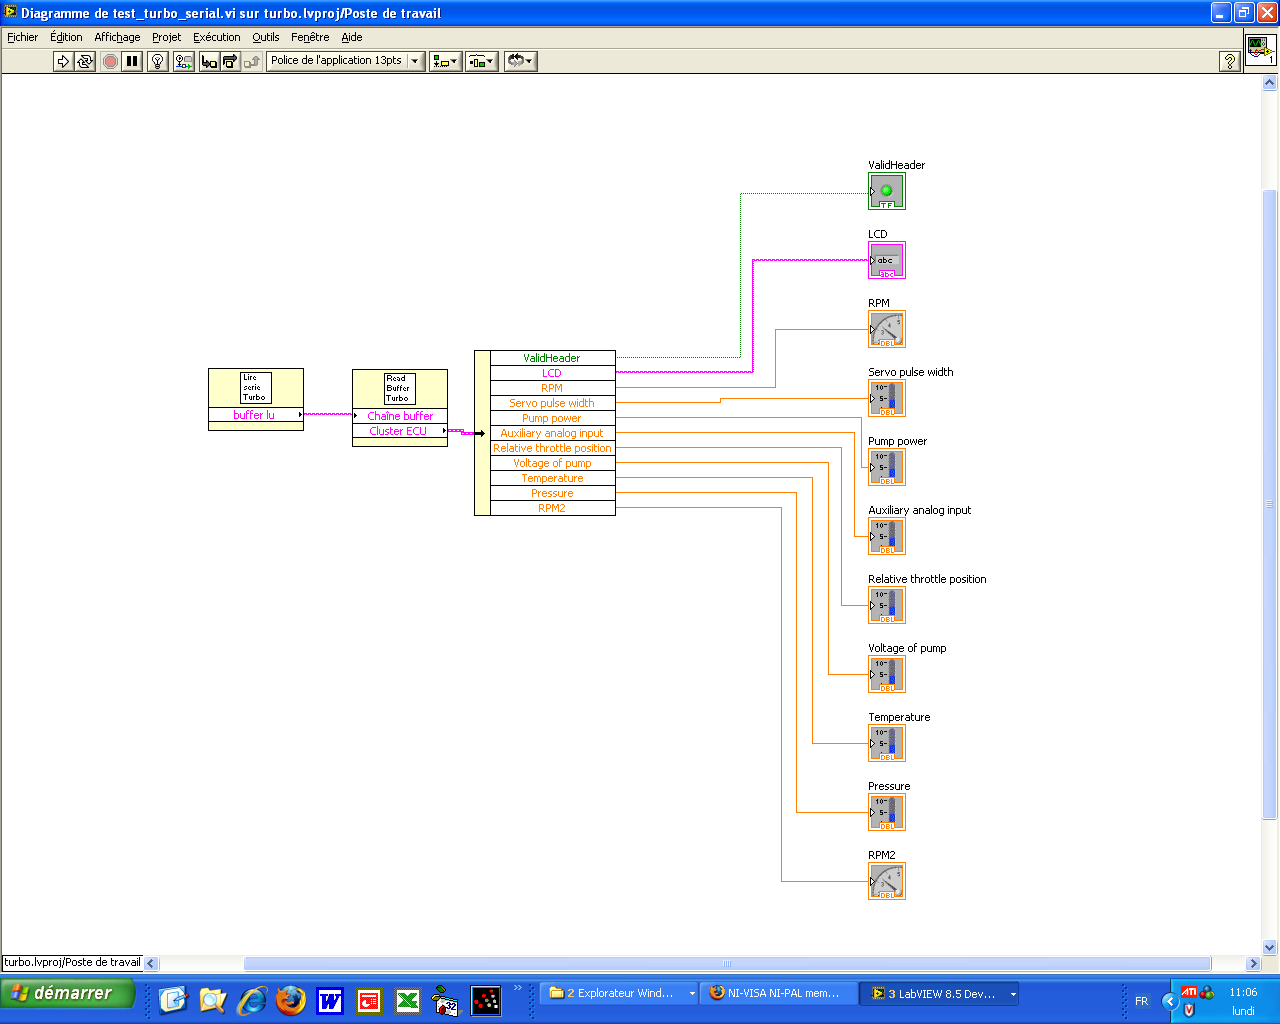 Diagramme de test_turbo_serial.vi sur turbo.lvproj/Poste de travail
Fichier Édition Affichage Projet Exécution Outils Fenêtre Aide
Police de l'application 13pts
?
1
ValidHeader
TF
LCD
abc
abc
RPM
DBL
Servo pulse width
10-
5-
DBL
Pump power
10-
5-
DBL
Auxiliary analog input
10-
5-
DBL
Relative throttle position
10-
5-
DBL
Voltage of pump
10-
5-
DBL
Temperature
10-
5-
DBL
Pressure
10-
5-
DBL
RPM2
DBL
Lire
serie
Turbo
buffer lu
Read
Buffer
Turbo
Chaîne buffer
Cluster ECU
ValidHeader
LCD
RPM
Servo pulse width
Pump power
Auxiliary analog input
Relative throttle position
Voltage of pump
Temperature
Pressure
RPM2
turbo.lvproj/Poste de travail
démarrer
2 Explorateur Wind...
NI-VISA NI-PAL mem...
3 LabVIEW 8.5 Dev...
FR
ATI
11:06
lundi